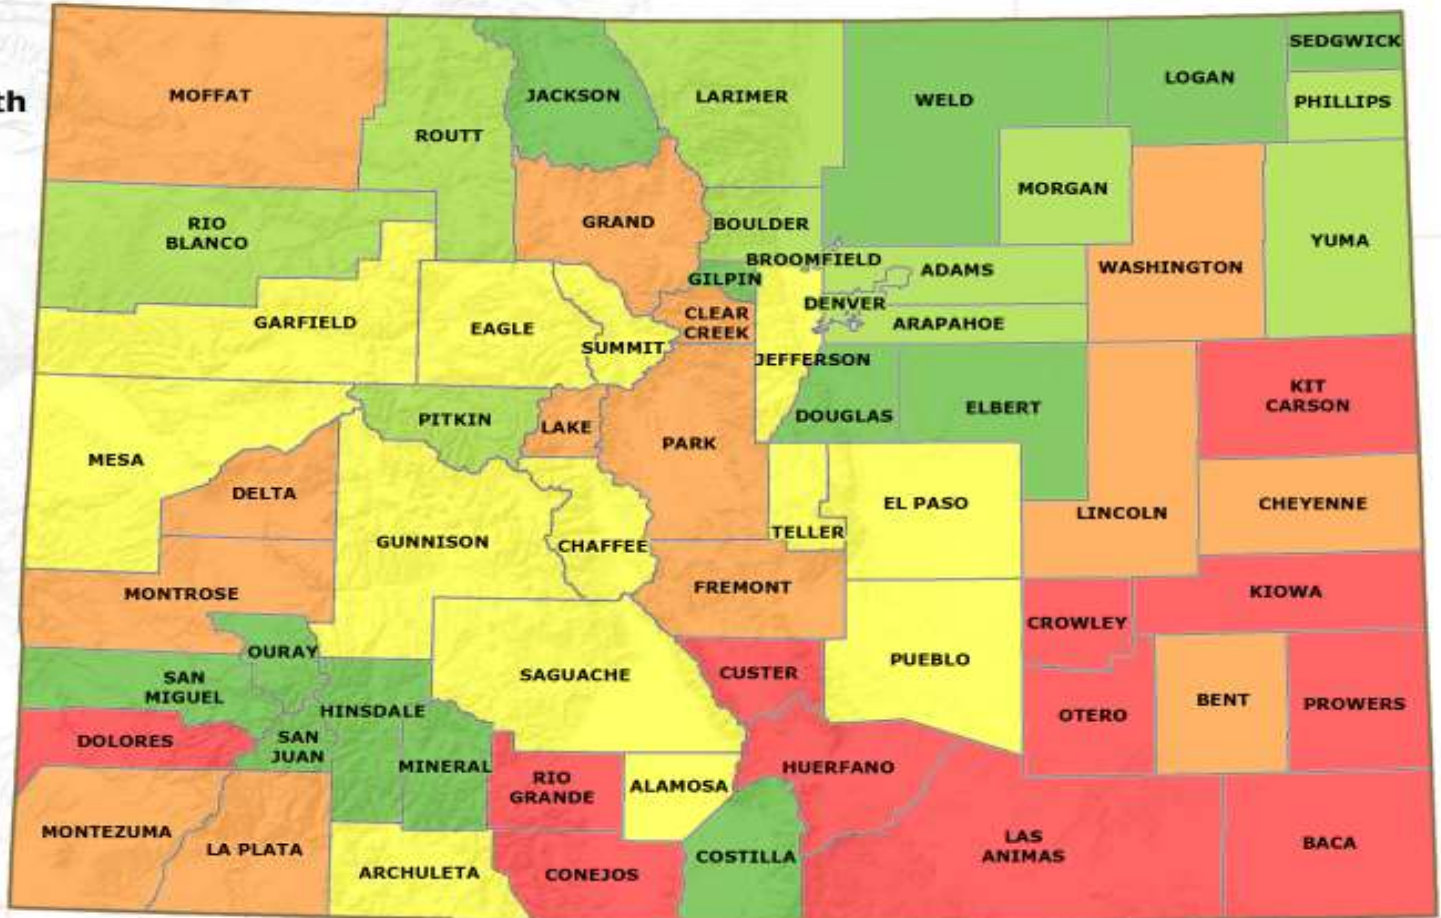 th
SEDGWICK
LOGAN
MOFFAT
JACKSON
LARIMER
WELD
PHILLIPS
ROUTT
MORGAN
RIO
BLANCO
GRAND
BOULDER
YUMA
BROOMFIELD
ADAMS
WASHINGTON
GILPIN
DENVER
CLEAR
CREEK
GARFIELD
EAGLE
SUMMIT
ARAPAHOE
JEFFERSON
KIT
CARSON
PITKIN
LAKE
DOUGLAS
ELBERT
PARK
MESA
DELTA
EL PASO
LINCOLN
CHEYENNE
GUNNISON
CHAFFEE
TELLER
MONTROSE
FREMONT
KIOWA
CROWLEY
OURAY
SAGUACHE
CUSTER
PUEBLO
SAN
MIGUEL
HINSDALE
OTERO
BENT
PROWERS
DOLORES
SAN
JUAN
MINERAL
RIO
GRANDE
ALAMOSA
HUERFANO
MONTEZUMA
LA PLATA
ARCHULETA
CONEJOS
COSTILLA
LAS
ANIMAS
BACA